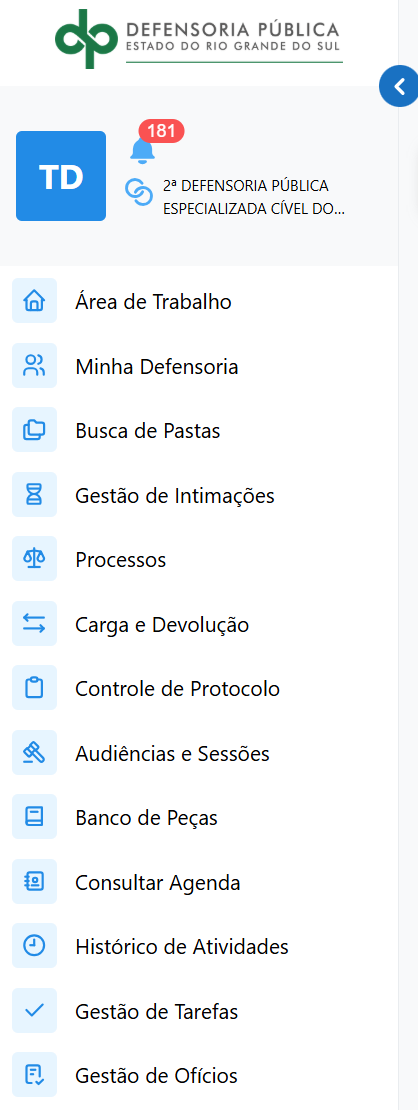 DEFENSORIA PÚBLICA
ESTADO DO RIO GRANDE DO SUL
181
TD
2ª DEFENSORIA PÚBLICA
ESPECIALIZADA CÍVEL DO...
Área de Trabalho
Minha Defensoria
Busca de Pastas
Gestão de Intimações
Processos
Carga e Devolução
Controle de Protocolo
Audiências e Sessões
Banco de Peças
Consultar Agenda
Histórico de Atividades
Gestão de Tarefas
Gestão de Ofícios